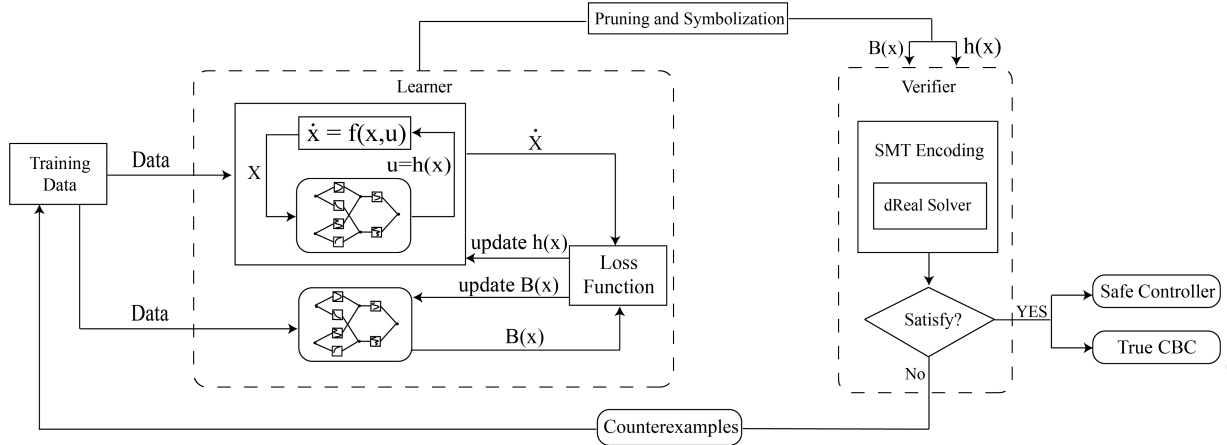 Pruning and Symbolization
B(x)
h(x)
Learner
Verifier
ẋ = f(x,u)
X
u=h(x)
Ẋ
Training
Data
Data
SMT Encoding
dReal Solver
update h(x)
Loss
Function
update B(x)
B(x)
Data
Satisfy?
YES
Safe Controller
True CBC
No
Counterexamples